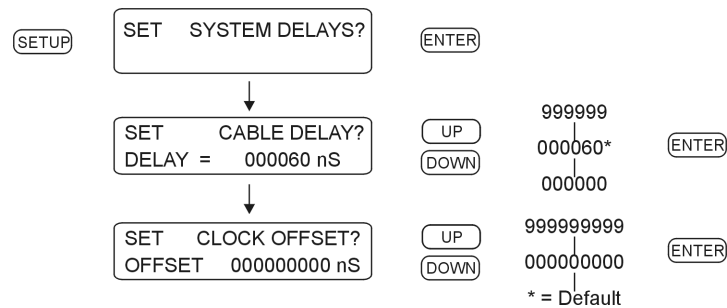 SETUP
SET SYSTEM DELAYS?
ENTER
SET CABLE DELAY?
DELAY = 000060 nS
UP
DOWN
999999
000060*
000000
ENTER
SET CLOCK OFFSET?
OFFSET 000000000 nS
UP
DOWN
999999999
000000000
ENTER
* = Default